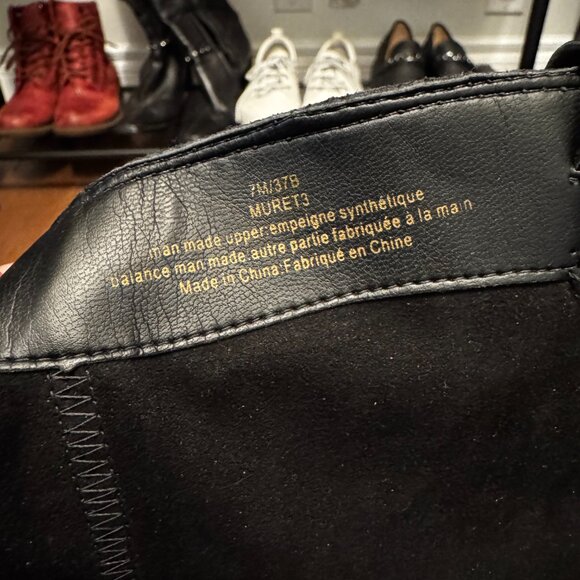 7M/37B
MURET3
man made upper:empeigne synthétique
balance man made autre partie fabriquée à la main
Made in China:Fabriqué en Chine